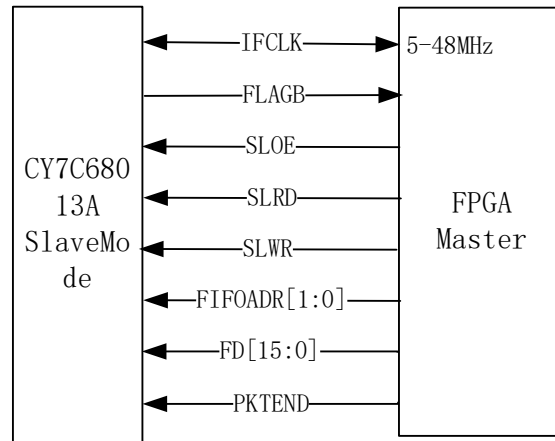 IFCLK
5-48MHz
FLAGB
SLOE
CY7C680
13A
SlaveMo
de
SLRD
FPGA
Master
SLWR
FIFOADR[1:0]
FD[15:0]
PKTEND